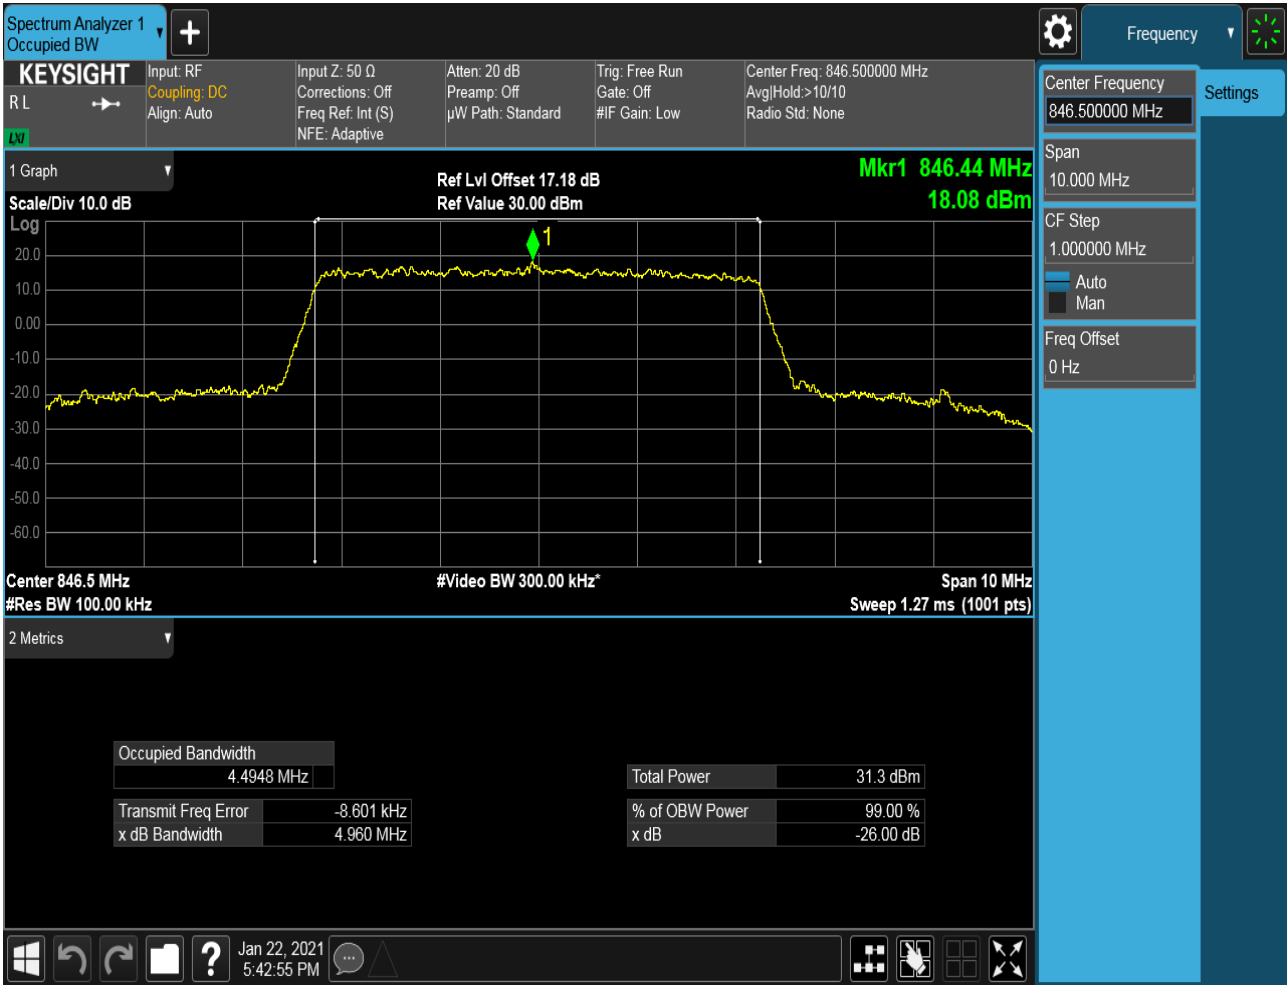 Spectrum Analyzer 1
Occupied BW
Frequency
KEYSIGHT
R L
LXI
Input: RF
Coupling: DC
Align: Auto
Input Z: 50 Ω
Corrections: Off
Freq Ref: Int (S)
NFE: Adaptive
Atten: 20 dB
Preamp: Off
µW Path: Standard
Trig: Free Run
Gate: Off
#IF Gain: Low
Center Freq: 846.500000 MHz
Avg|Hold:>10/10
Radio Std: None
Center Frequency
846.500000 MHz
Settings
Span
10.000 MHz
CF Step
1.000000 MHz
Auto
Man
Freq Offset
0 Hz
1 Graph
Scale/Div 10.0 dB
Ref Lvl Offset 17.18 dB
Ref Value 30.00 dBm
Mkr1 846.44 MHz
18.08 dBm
Log
1
20.0
10.0
0.00
-10.0
-20.0
-30.0
-40.0
-50.0
-60.0
Center 846.5 MHz
#Res BW 100.00 kHz
#Video BW 300.00 kHz*
Span 10 MHz
Sweep 1.27 ms (1001 pts)
2 Metrics
Occupied Bandwidth
4.4948 MHz
Transmit Freq Error -8.601 kHz
x dB Bandwidth 4.960 MHz
Total Power 31.3 dBm
% of OBW Power 99.00 %
x dB -26.00 dB
?
Jan 22, 2021
5:42:55 PM